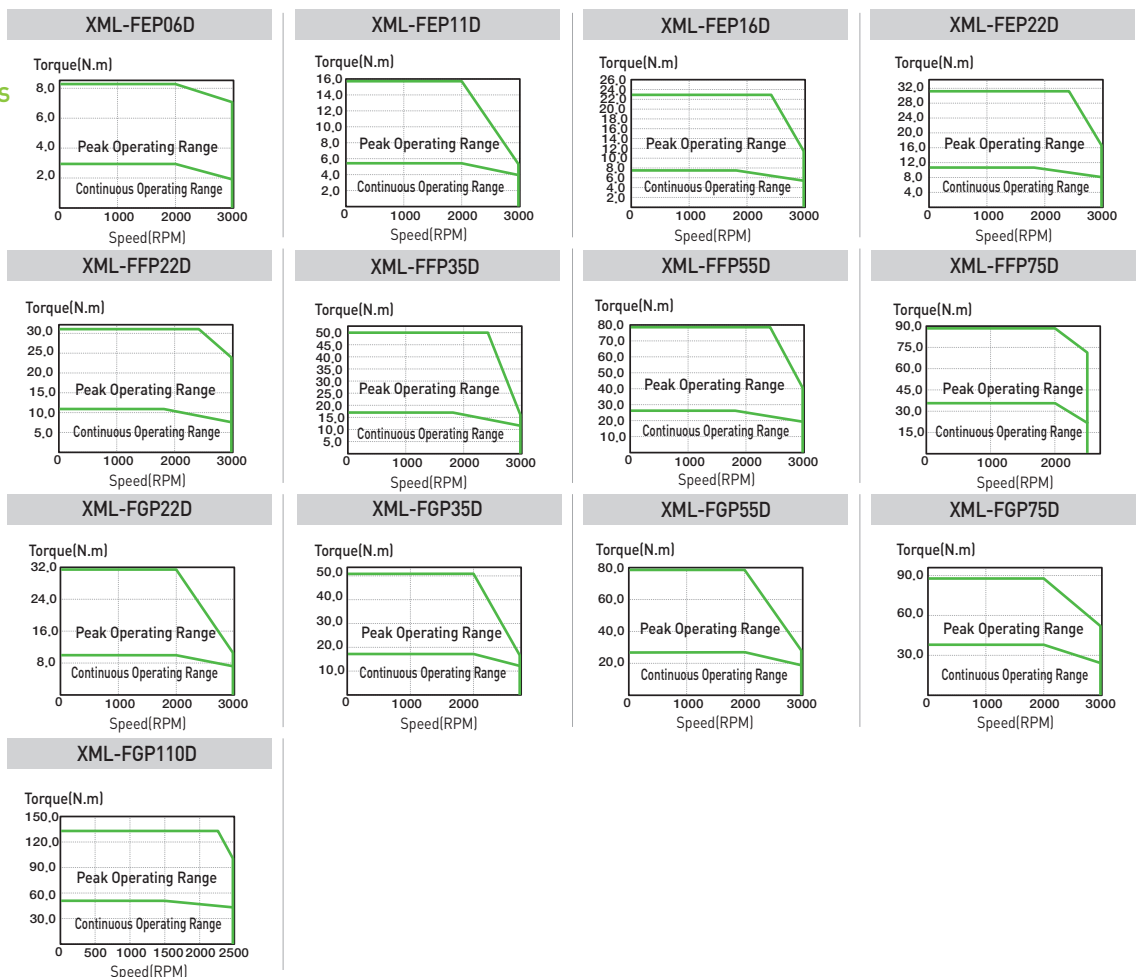 s
XML-FEP06D
Torque(N.m)
8,0
6,0
4,0
2,0
Peak Operating Range
Continuous Operating Range
0 1000 2000 3000
Speed(RPM)
XML-FEP11D
Torque(N.m)
16,0
14,0
12,0
10,0
8,0
6,0
4,0
2,0
Peak Operating Range
Continuous Operating Range
0 1000 2000 3000
Speed(RPM)
XML-FEP16D
Torque(N.m)
26,0
24,0
22,0
20,0
18,0
16,0
14,0
12,0
10,0
8,0
6,0
4,0
2,0
Peak Operating Range
Continuous Operating Range
0 1000 2000 3000
Speed(RPM)
XML-FEP22D
Torque(N.m)
32,0
28,0
24,0
20,0
16,0
12,0
8,0
4,0
Peak Operating Range
Continuous Operating Range
0 1000 2000 3000
Speed(RPM)
XML-FFP22D
Torque(N.m)
30,0
25,0
20,0
15,0
10,0
5,0
Peak Operating Range
Continuous Operating Range
0 1000 2000 3000
Speed(RPM)
XML-FFP35D
Torque(N.m)
50,0
45,0
40,0
35,0
30,0
25,0
20,0
15,0
10,0
5,0
Peak Operating Range
Continuous Operating Range
0 1000 2000 3000
Speed(RPM)
XML-FFP55D
Torque(N.m)
80,0
70,0
60,0
50,0
40,0
30,0
20,0
10,0
Peak Operating Range
Continuous Operating Range
0 1000 2000 3000
Speed(RPM)
XML-FFP75D
Torque(N.m)
90,0
75,0
60,0
45,0
30,0
15,0
Peak Operating Range
Continuous Operating Range
1000 2000
Speed(RPM)
XML-FGP22D
Torque(N.m)
32,0
24,0
16,0
8,0
Peak Operating Range
Continuous Operating Range
0 1000 2000 3000
Speed(RPM)
XML-FGP35D
Torque(N.m)
50,0
40,0
30,0
20,0
10,0
Peak Operating Range
Continuous Operating Range
0 1000 2000 3000
Speed(RPM)
XML-FGP55D
Torque(N.m)
80,0
60,0
40,0
20,0
Peak Operating Range
Continuous Operating Range
0 1000 2000 3000
Speed(RPM)
XML-FGP75D
Torque(N.m)
90,0
60,0
30,0
Peak Operating Range
Continuous Operating Range
0 1000 2000 3000
Speed(RPM)
XML-FGP110D
Torque(N.m)
150,0
120,0
90,0
60,0
30,0
Peak Operating Range
Continuous Operating Range
0 500 1000 1500 2000 2500
Speed(RPM)